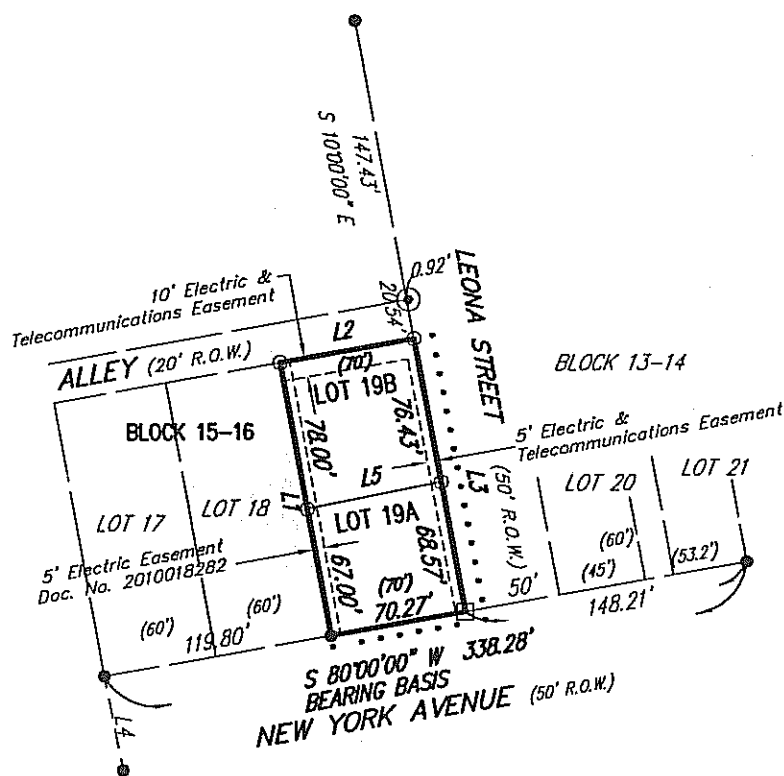 147.43'
S 10°00'00" E
0.92'
20.54'
LEONA STREET
(50' R.O.W.)
10' Electric &
Telecommunications Easement
L2
(70')
ALLEY (20' R.O.W.)
LOT 19B
BLOCK 13-14
BLOCK 15-16
78.00'
76.43'
5' Electric &
Telecommunications Easement
L5
L3
L1
LOT 17
LOT 18
LOT 19A
LOT 20
LOT 21
5' Electric Easement
Doc. No. 2010018282
67.00'
68.57'
(60')
(60')
119.80'
(70')
70.27'
50'
(60')
(45')
(53.2')
148.21'
S 80°00'00" W 338.28'
BEARING BASIS
NEW YORK AVENUE (50' R.O.W.)
L4